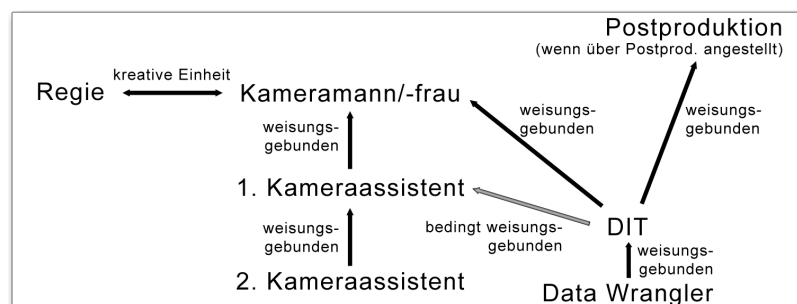 Postproduktion
(wenn über Postprod. angestellt)
kreative Einheit
Regie
Kameramann/-frau
weisungs-
gebunden
weisungs-
gebunden
weisungs-
gebunden
1. Kameraassistent
bedingt weisungs-
gebunden
DIT
weisungs-
gebunden
weisungs-
gebunden
2. Kameraassistent
Data Wrangler